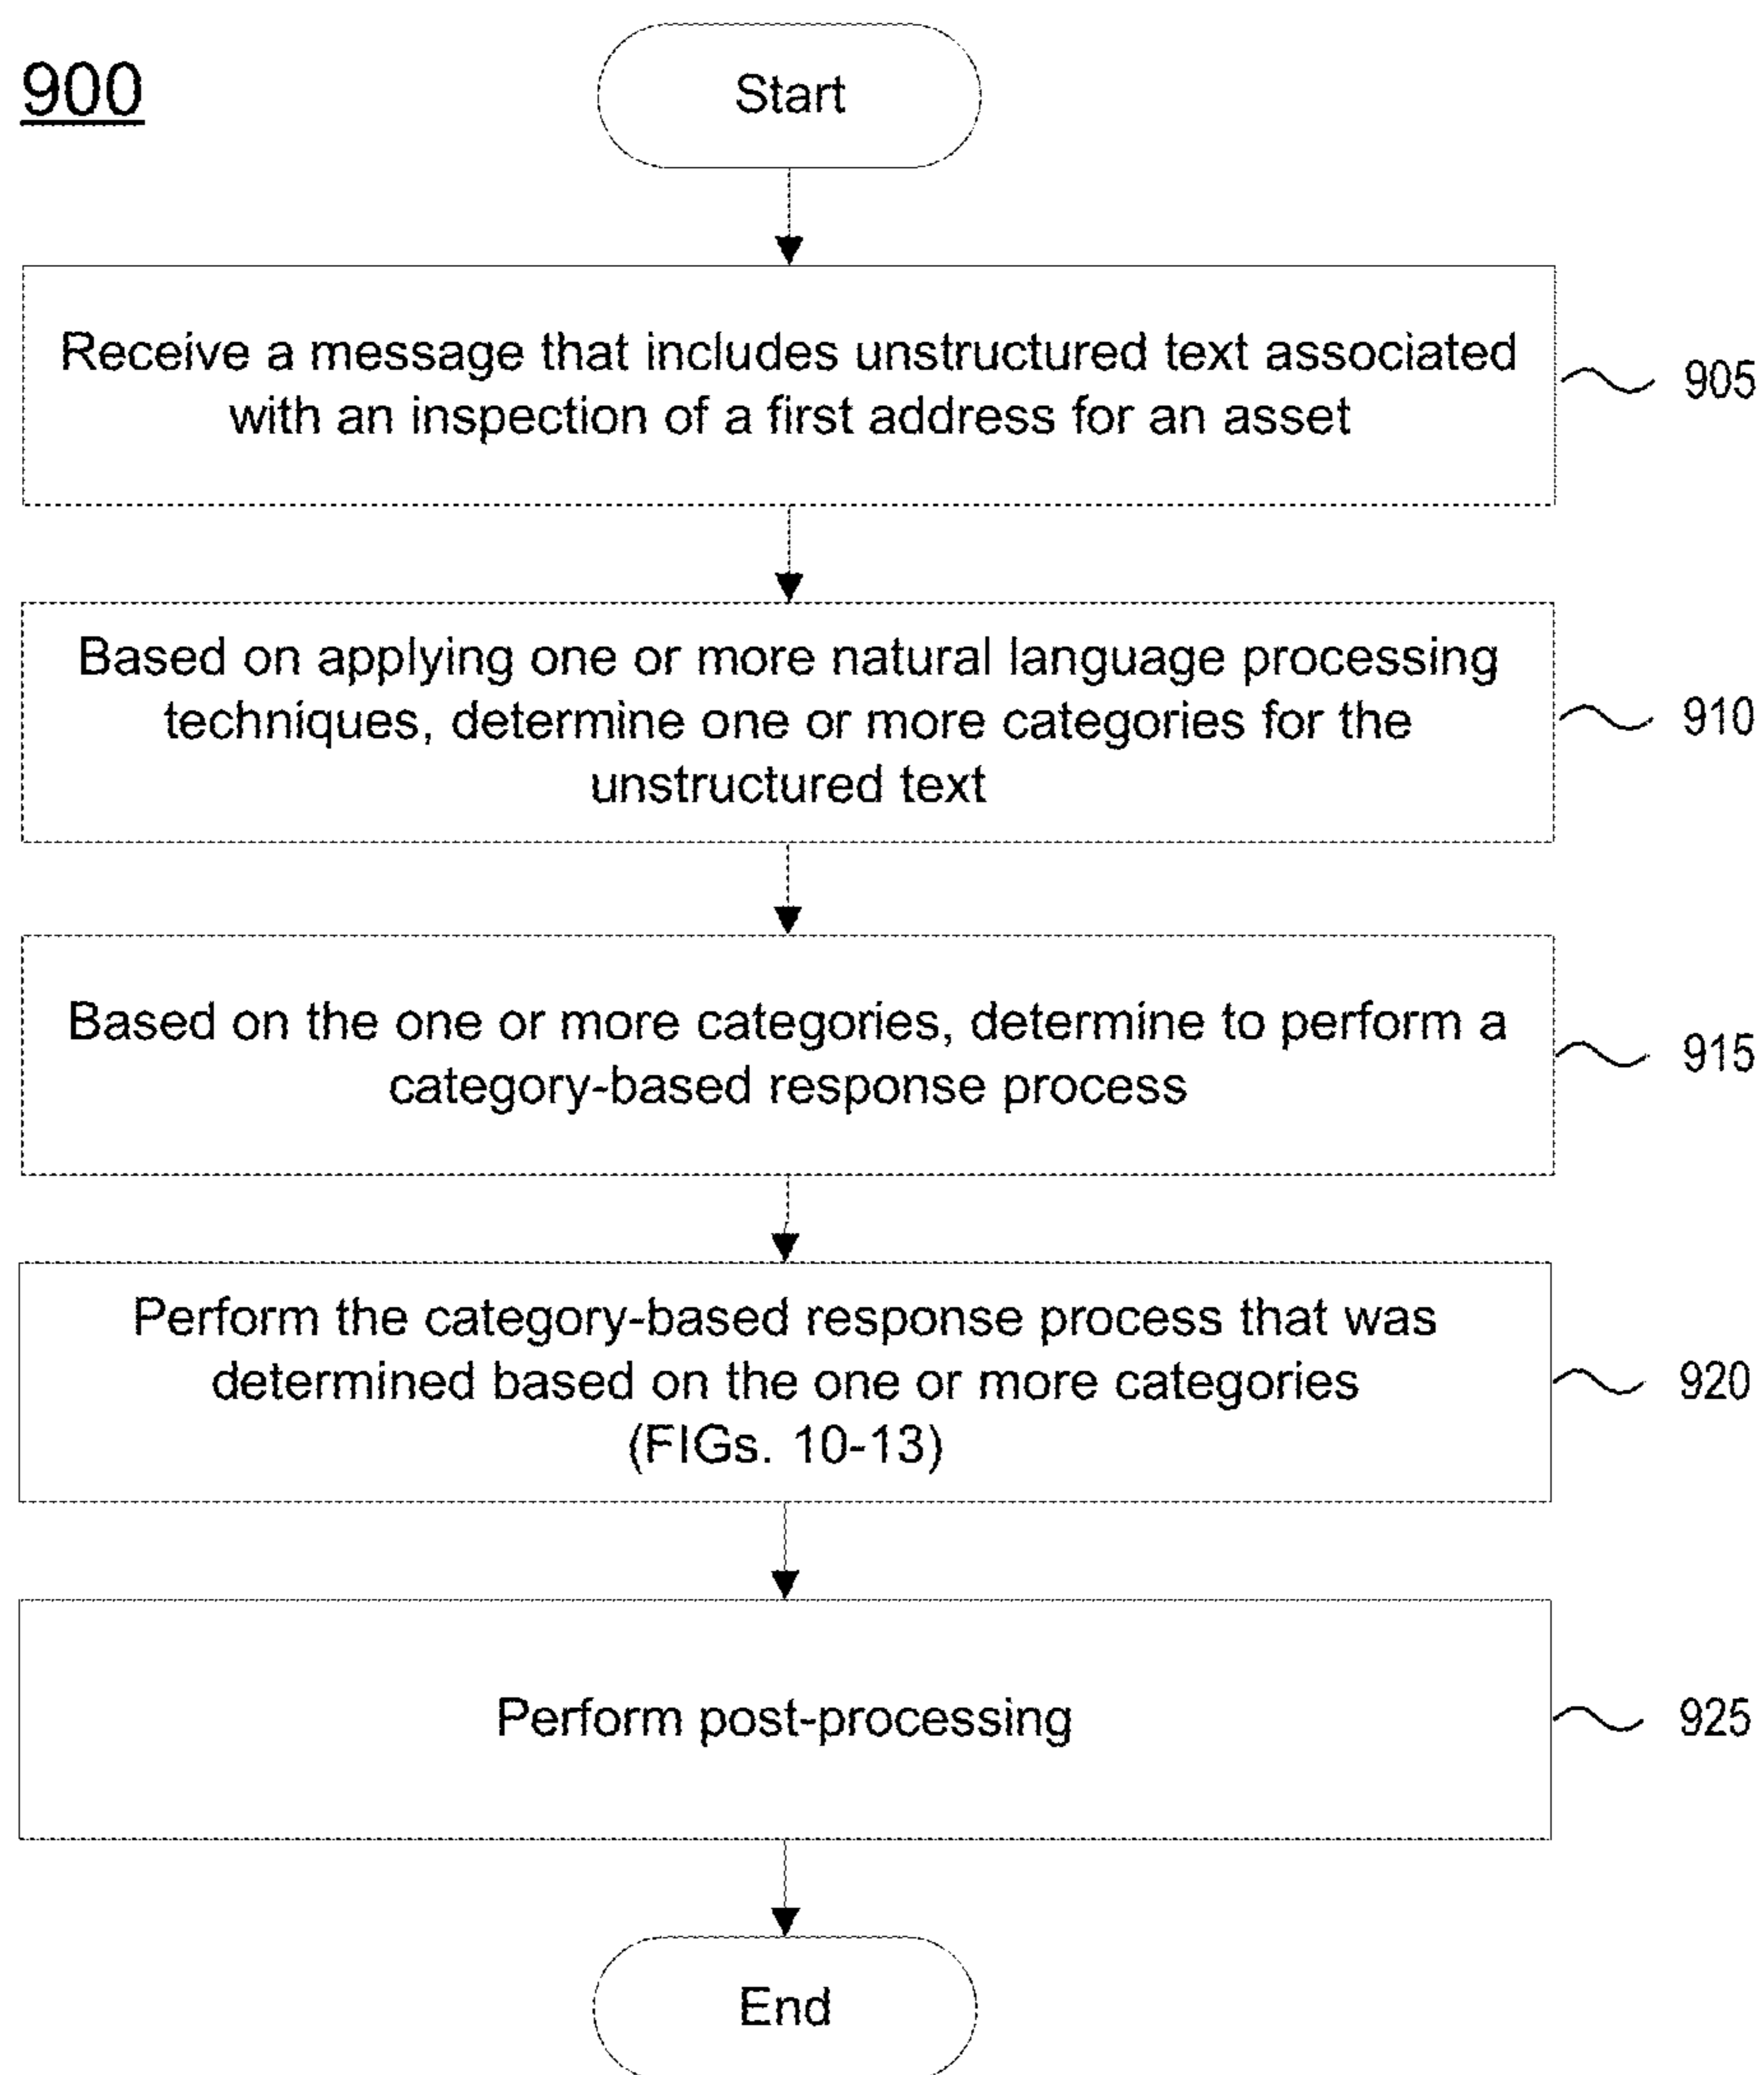 900
Start
Receive a message that includes unstructured text associated
with an inspection of a first address for an asset
905
Based on applying one or more natural language processing
techniques, determine one or more categories for the
unstructured text
910
Based on the one or more categories, determine to perform a
category-based response process
915
Perform the category-based response process that was
determined based on the one or more categories
(FIGs. 10-13)
920
Perform post-processing
925
End